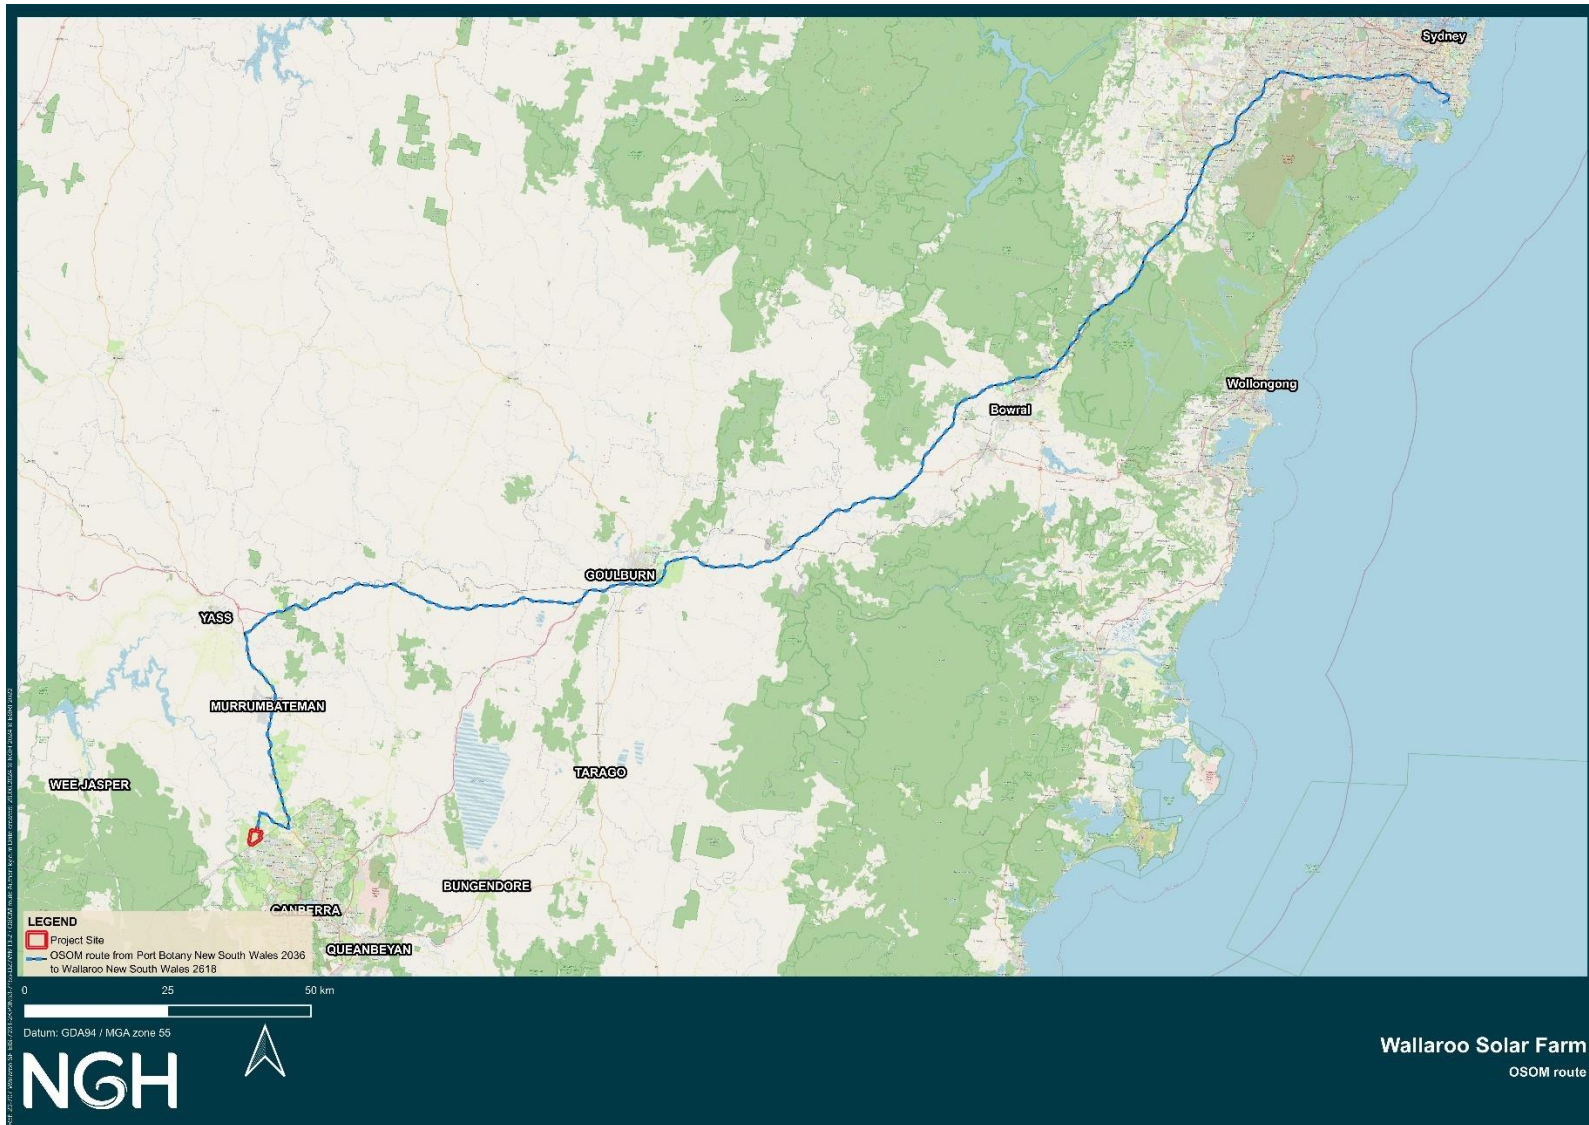 Sydney
Wollongong
Bowral
GOULBURN
YASS
MURRUMBATEMAN
WEE JASPER
TARAGO
BUNGENDORE
CANBERRA
QUEANBEYAN
LEGEND
Project Site
OSOM route from Port Botany New South Wales 2036
to Wallaroo New South Wales 2618
0 25 50 km
Datum: GDA94 / MGA zone 55
NGH
Wallaroo Solar Farm
OSOM route